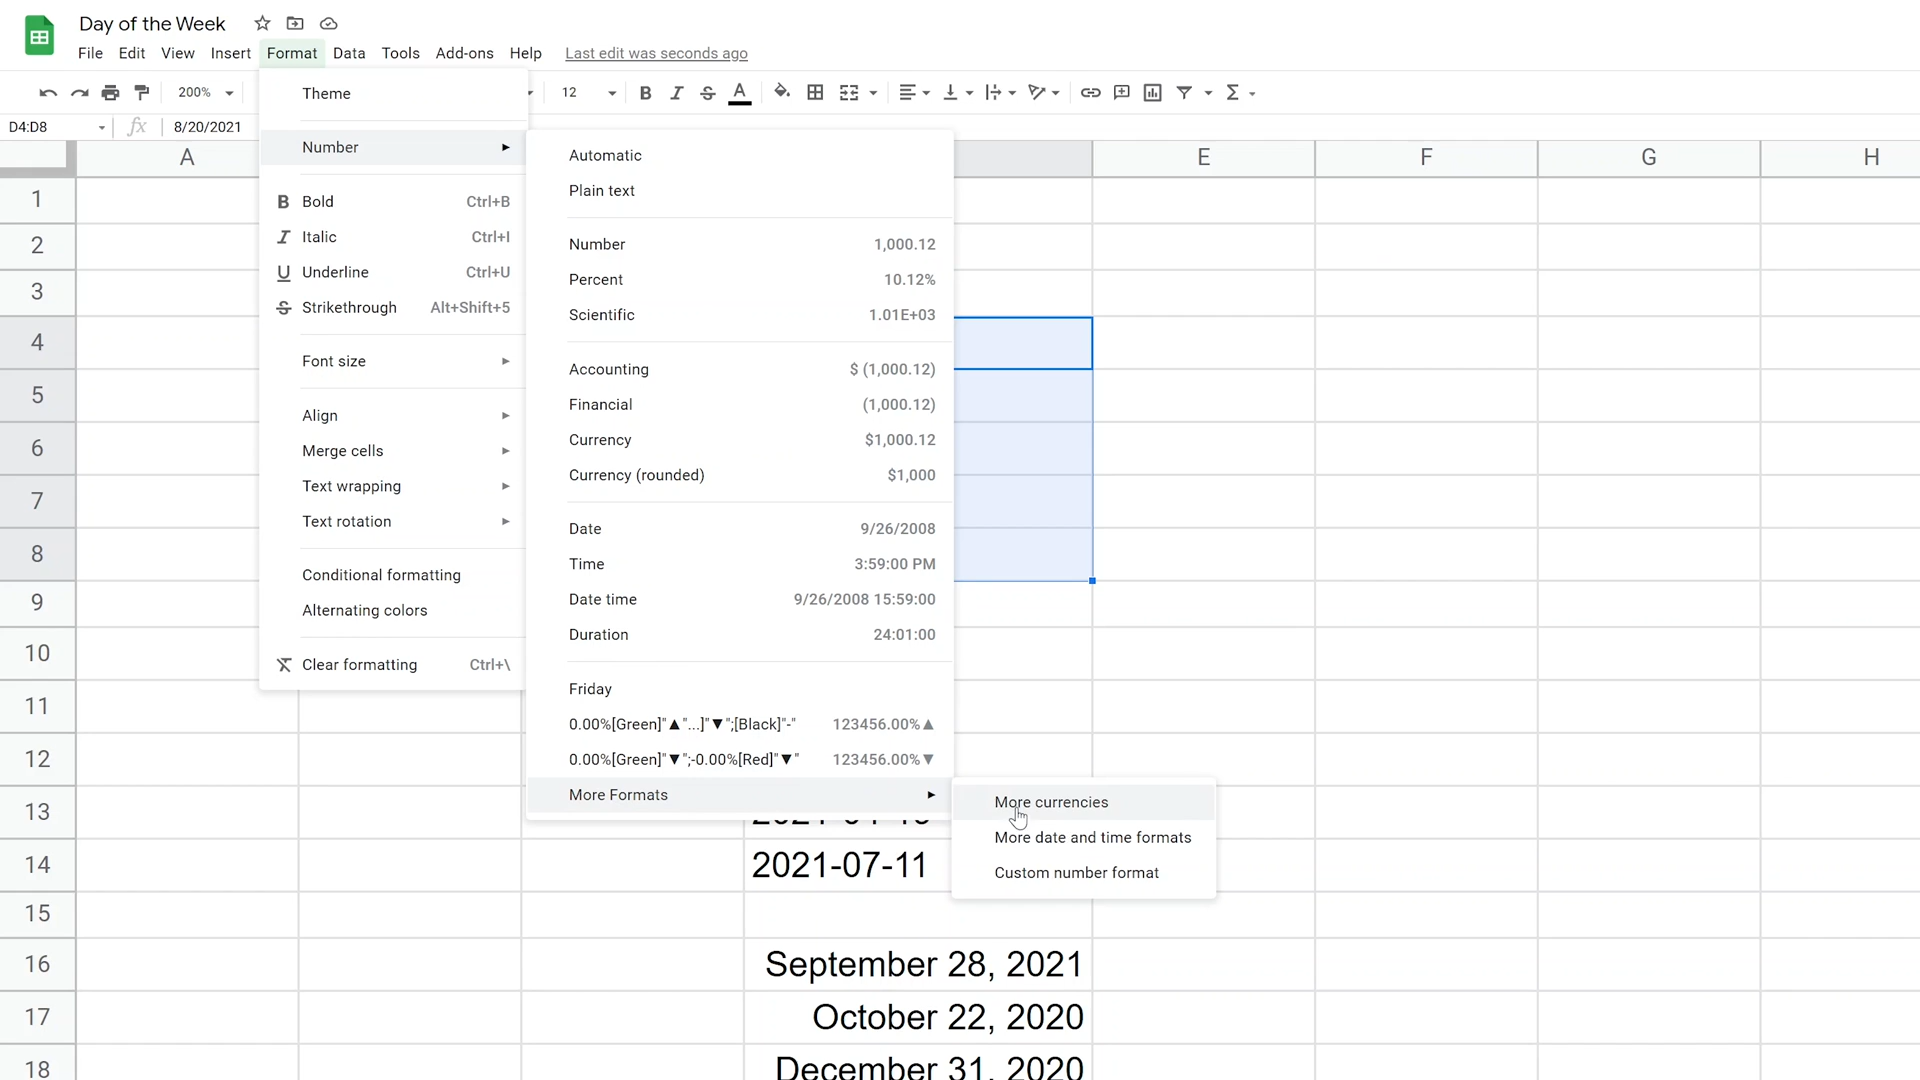 Day of the Week
File Edit View Insert Format Data Tools Add-ons Help Last edit was seconds ago
200% 12 B I S A Σ
D4:D8 fx 8/20/2021
A E F G H
Theme
Number
B Bold Ctrl+B
I Italic Ctrl+I
U Underline Ctrl+U
S Strikethrough Alt+Shift+5
Font size
Align
Merge cells
Text wrapping
Text rotation
Conditional formatting
Alternating colors
Clear formatting Ctrl+\
Automatic
Plain text
Number 1,000.12
Percent 10.12%
Scientific 1.01E+03
Accounting $ (1,000.12)
Financial (1,000.12)
Currency $1,000.12
Currency (rounded) $1,000
Date 9/26/2008
Time 3:59:00 PM
Date time 9/26/2008 15:59:00
Duration 24:01:00
Friday
0.00%[Green]"▲"...]"▼";[Black]"-" 123456.00%▲
0.00%[Green]"▼";-0.00%[Red]"▼" 123456.00%▼
More Formats
More currencies
More date and time formats
Custom number format
1
2
3
4
5
6
7
8
9
10
11
12
13
14 2021-07-11
15
16 September 28, 2021
17 October 22, 2020
18 December 31, 2020